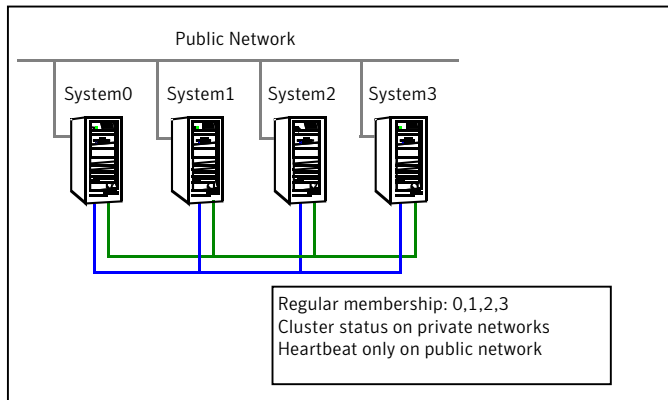 Public Network
System0
System1
System2
System3
Regular membership: 0,1,2,3
Cluster status on private networks
Heartbeat only on public network